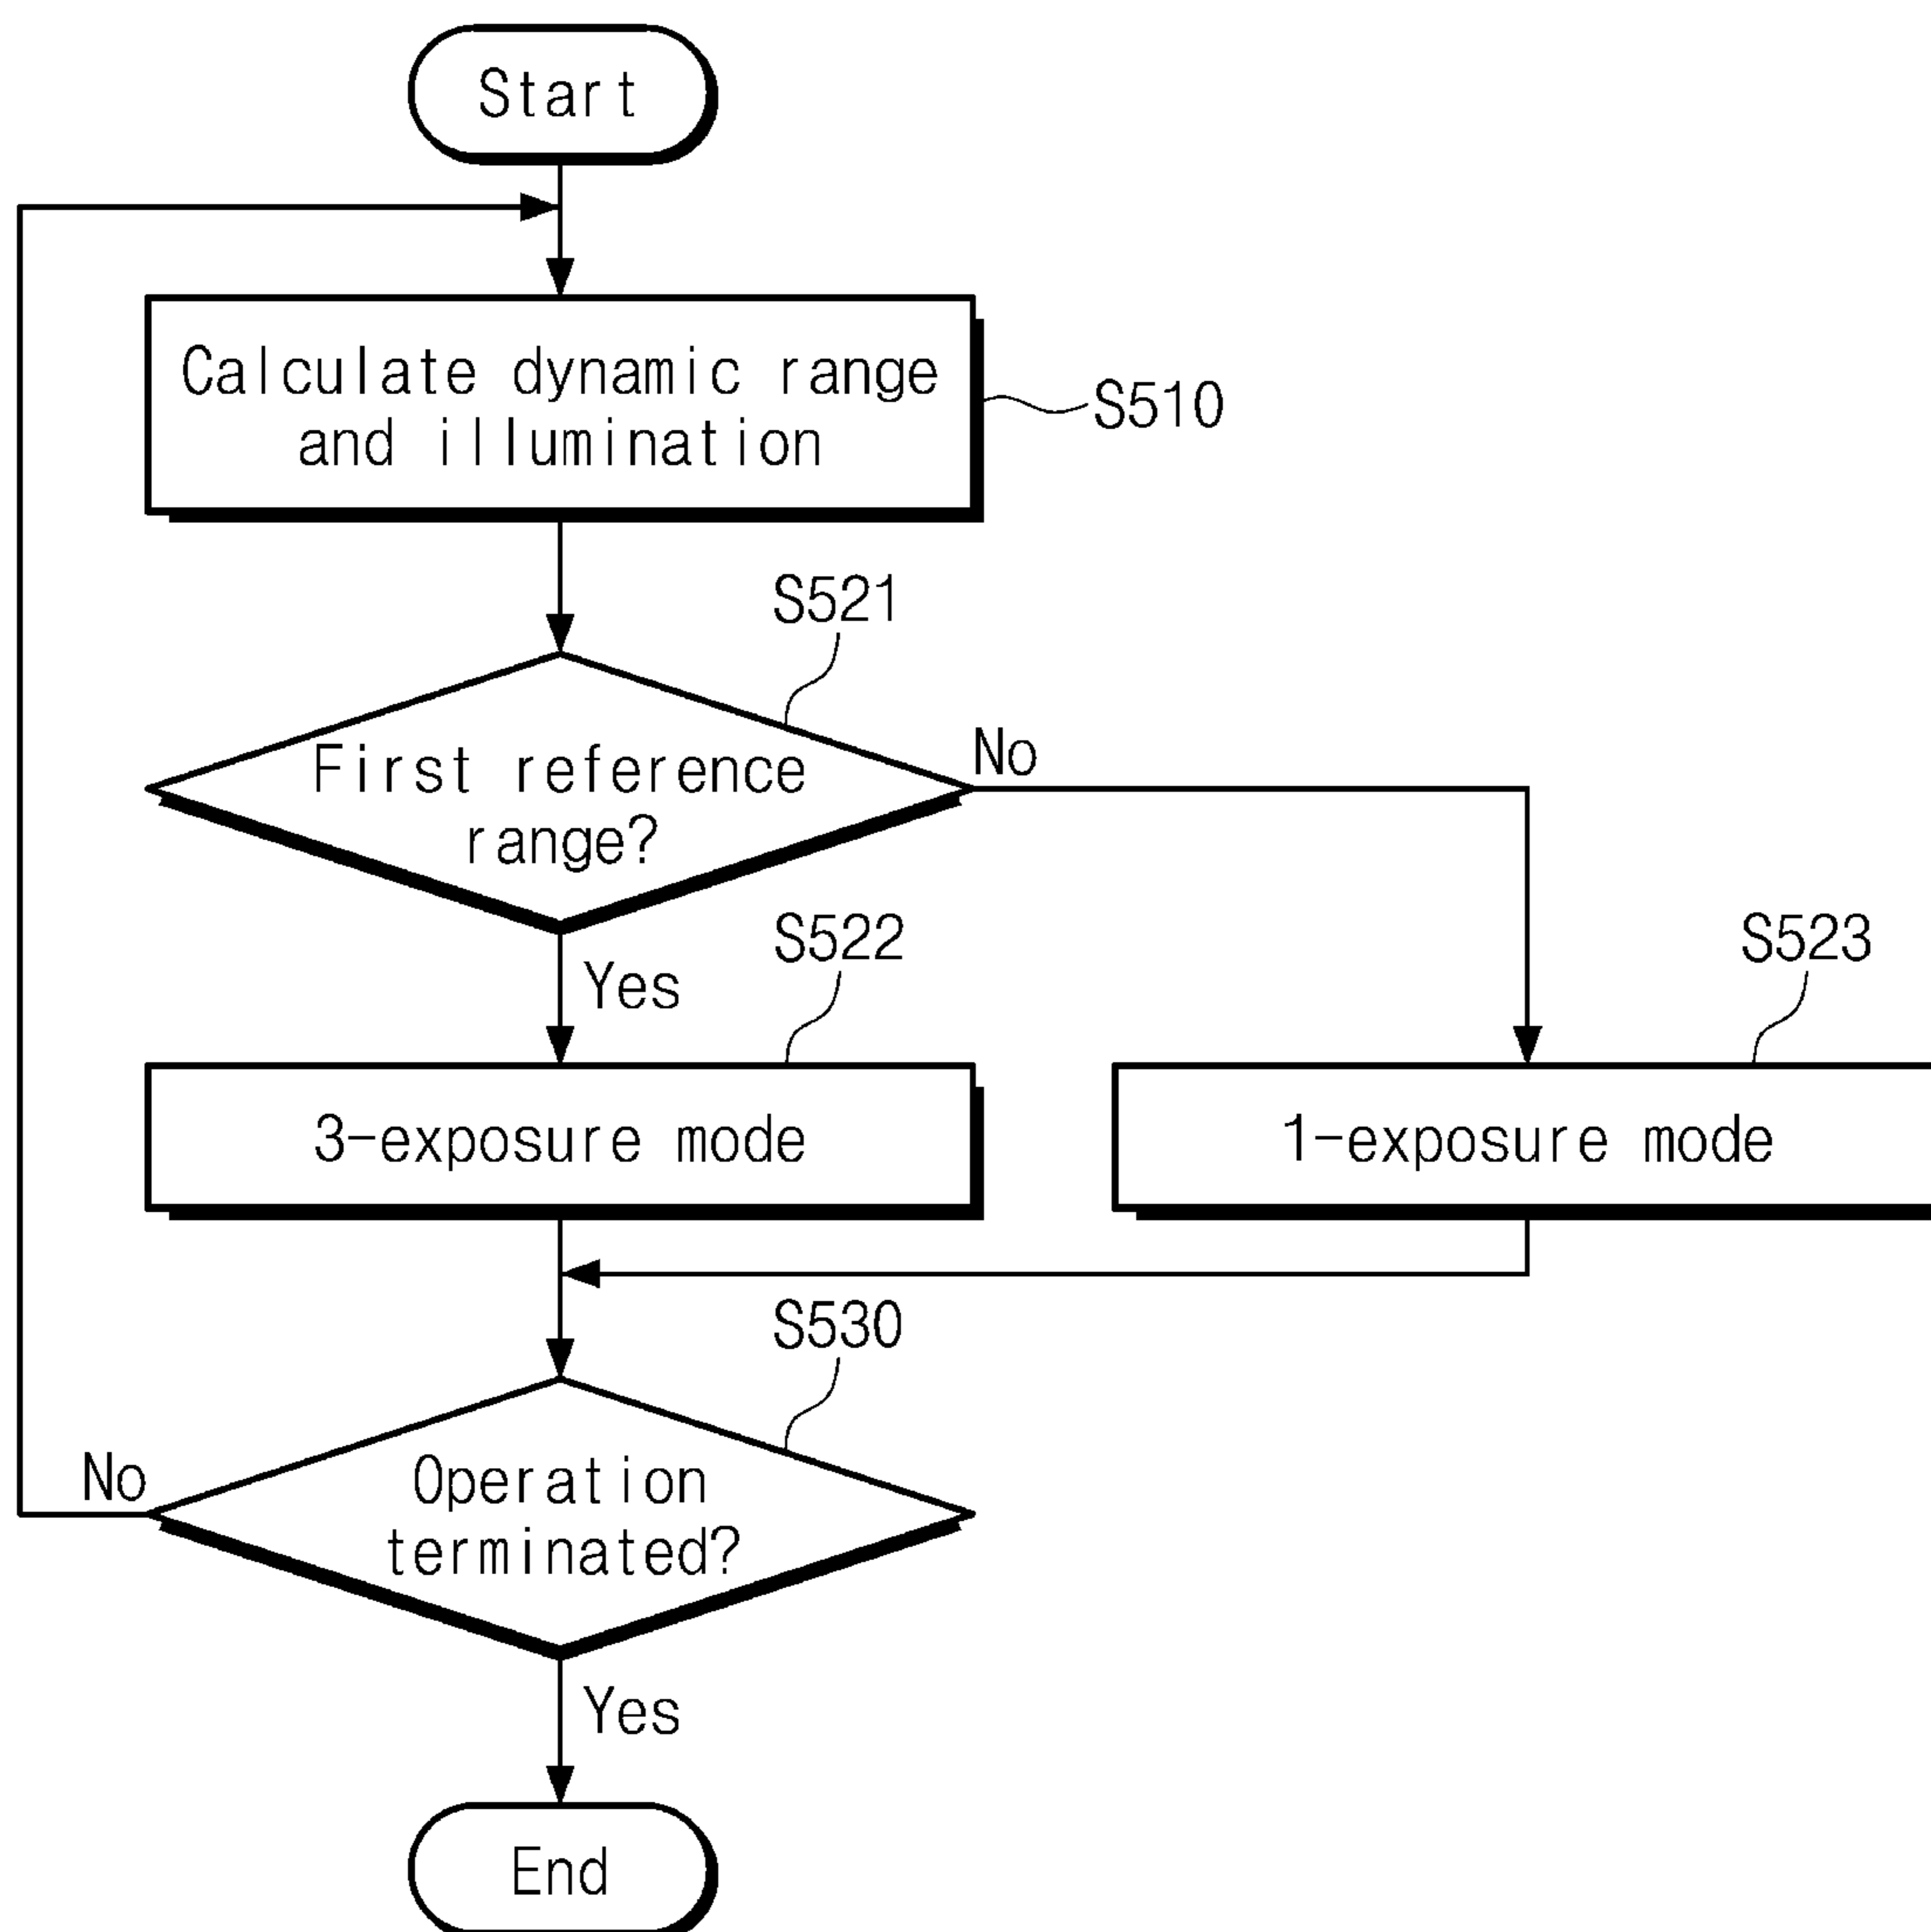 Start
Calculate dynamic range
and illumination
S510
S521
First reference
range?
No
Yes
S522
S523
3-exposure mode
1-exposure mode
S530
Operation
terminated?
No
Yes
End